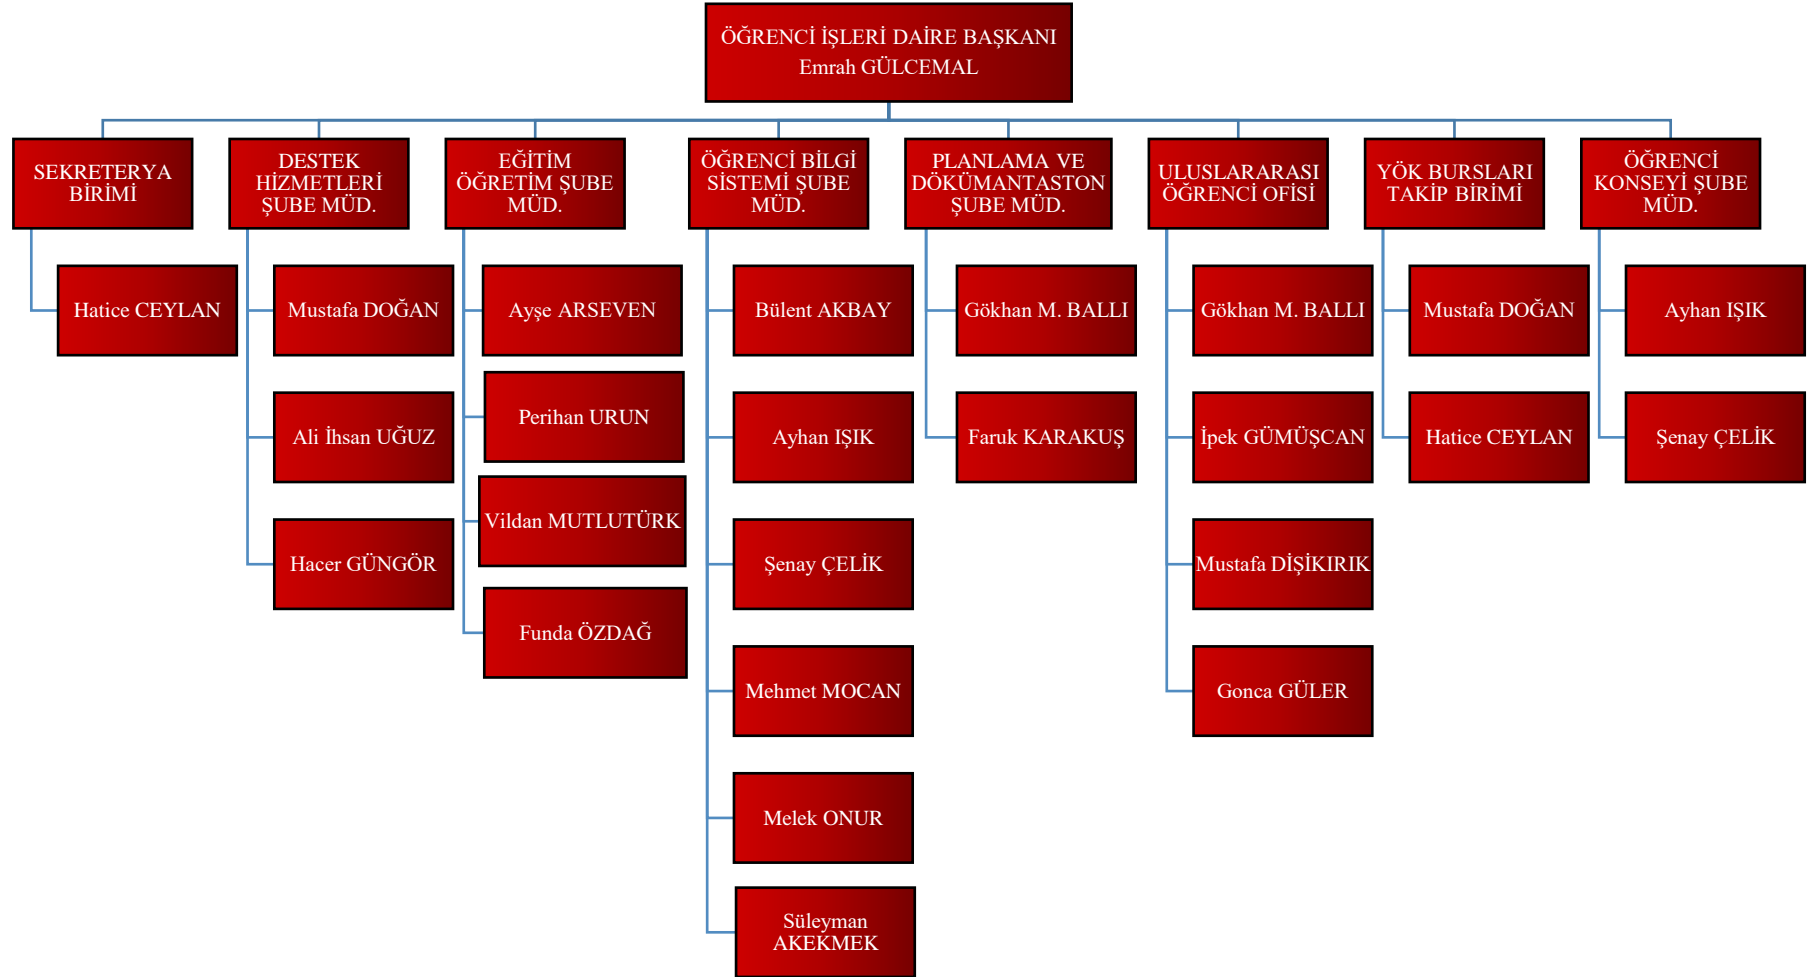 ÖĞRENCİ İŞLERİ DAİRE BAŞKANI
Emrah GÜLCEMAL
SEKRETERYA
BİRİMİ
Hatice CEYLAN
DESTEK
HİZMETLERİ
ŞUBE MÜD.
Mustafa DOĞAN
Ali İhsan UĞUZ
Hacer GÜNGÖR
EĞİTİM
ÖĞRETİM ŞUBE
MÜD.
Ayşe ARSEVEN
Perihan URUN
Vildan MUTLUTÜRK
Funda ÖZDAĞ
ÖĞRENCİ BİLGİ
SİSTEMİ ŞUBE
MÜD.
Bülent AKBAY
Ayhan IŞIK
Şenay ÇELİK
Mehmet MOCAN
Melek ONUR
Süleyman
AKEKMEK
PLANLAMA VE
DÖKÜMANTASTON
ŞUBE MÜD.
Gökhan M. BALLI
Faruk KARAKUŞ
ULUSLARARASI
ÖĞRENCİ OFİSİ
Gökhan M. BALLI
İpek GÜMÜŞCAN
Mustafa DİŞİKIRIK
Gonca GÜLER
YÖK BURSLARI
TAKİP BİRİMİ
Mustafa DOĞAN
Hatice CEYLAN
ÖĞRENCİ
KONSEYİ ŞUBE
MÜD.
Ayhan IŞIK
Şenay ÇELİK